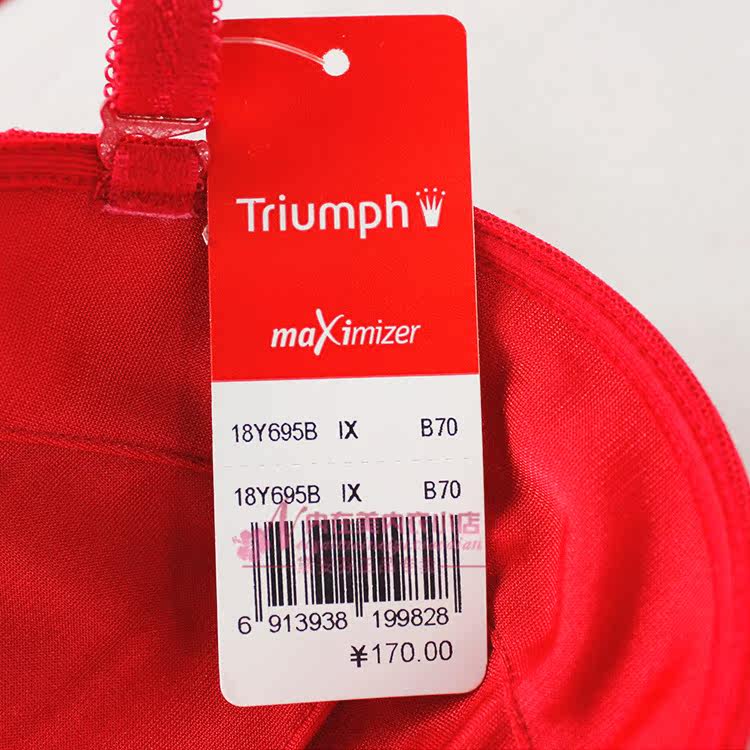 Triumph
maXimizer
18Y695B IX B70
18Y695B IX B70
6 913938 199828
¥170.00